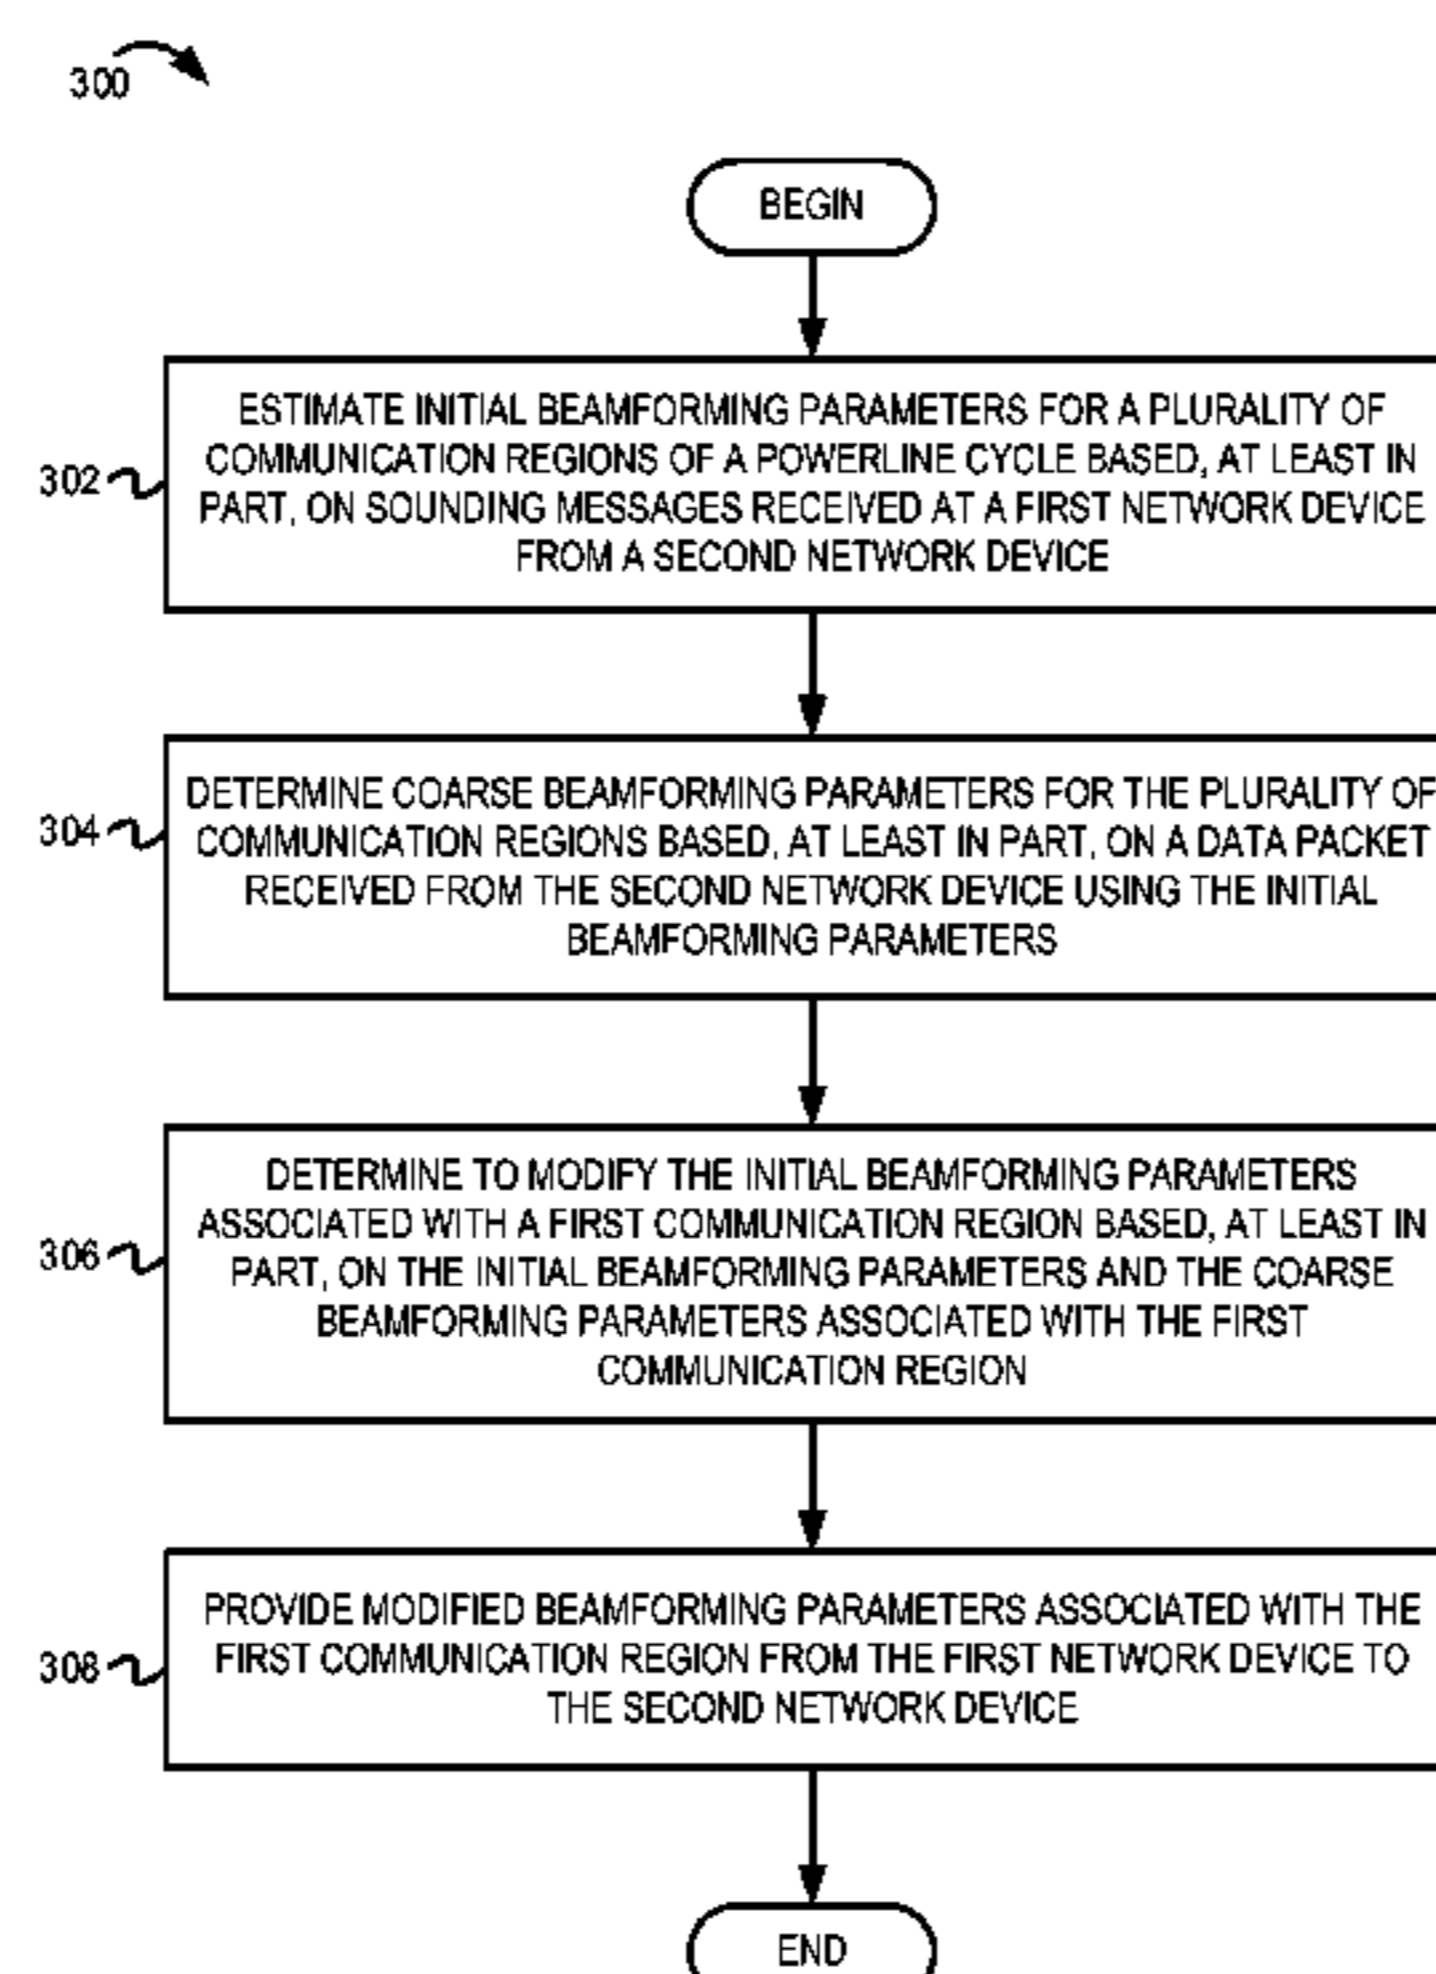 300
BEGIN
302
ESTIMATE INITIAL BEAMFORMING PARAMETERS FOR A PLURALITY OF
COMMUNICATION REGIONS OF A POWERLINE CYCLE BASED, AT LEAST IN
PART, ON SOUNDING MESSAGES RECEIVED AT A FIRST NETWORK DEVICE
FROM A SECOND NETWORK DEVICE
304
DETERMINE COARSE BEAMFORMING PARAMETERS FOR THE PLURALITY OF
COMMUNICATION REGIONS BASED, AT LEAST IN PART, ON A DATA PACKET
RECEIVED FROM THE SECOND NETWORK DEVICE USING THE INITIAL
BEAMFORMING PARAMETERS
306
DETERMINE TO MODIFY THE INITIAL BEAMFORMING PARAMETERS
ASSOCIATED WITH A FIRST COMMUNICATION REGION BASED, AT LEAST IN
PART, ON THE INITIAL BEAMFORMING PARAMETERS AND THE COARSE
BEAMFORMING PARAMETERS ASSOCIATED WITH THE FIRST
COMMUNICATION REGION
308
PROVIDE MODIFIED BEAMFORMING PARAMETERS ASSOCIATED WITH THE
FIRST COMMUNICATION REGION FROM THE FIRST NETWORK DEVICE TO
THE SECOND NETWORK DEVICE
END